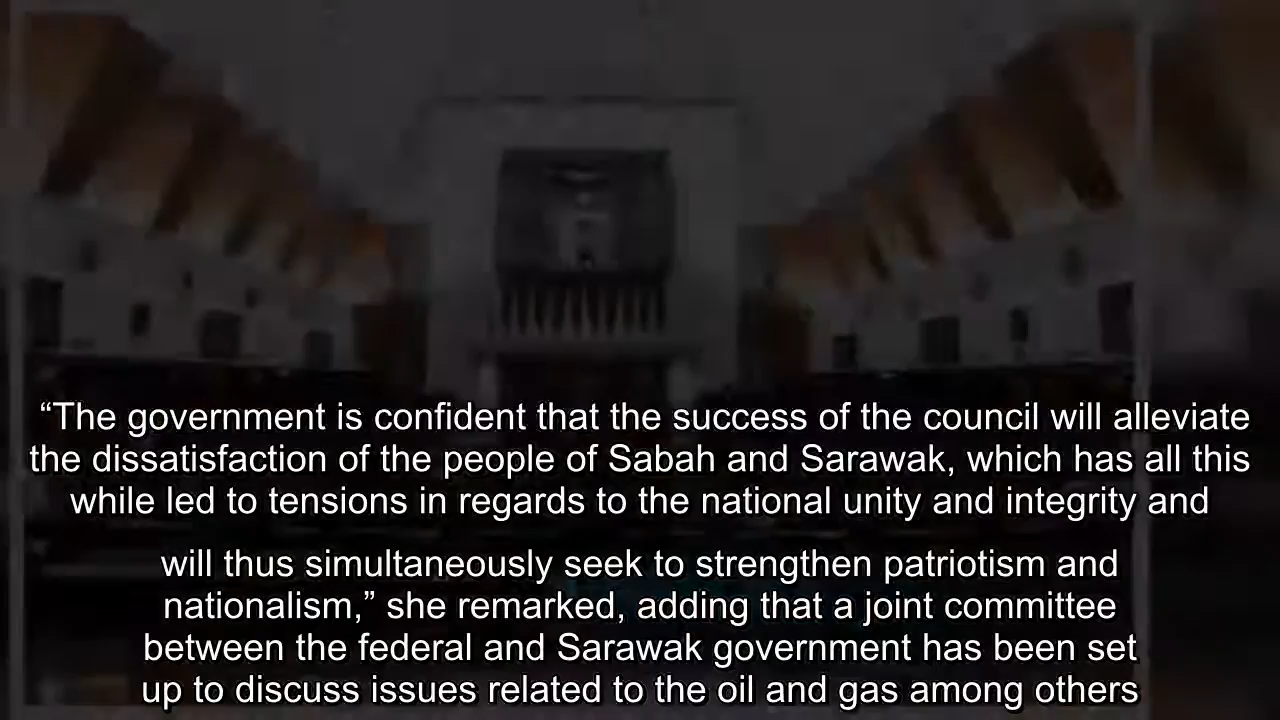 “The government is confident that the success of the council will alleviate
the dissatisfaction of the people of Sabah and Sarawak, which has all this
while led to tensions in regards to the national unity and integrity and
will thus simultaneously seek to strengthen patriotism and
nationalism,” she remarked, adding that a joint committee
between the federal and Sarawak government has been set
up to discuss issues related to the oil and gas among others